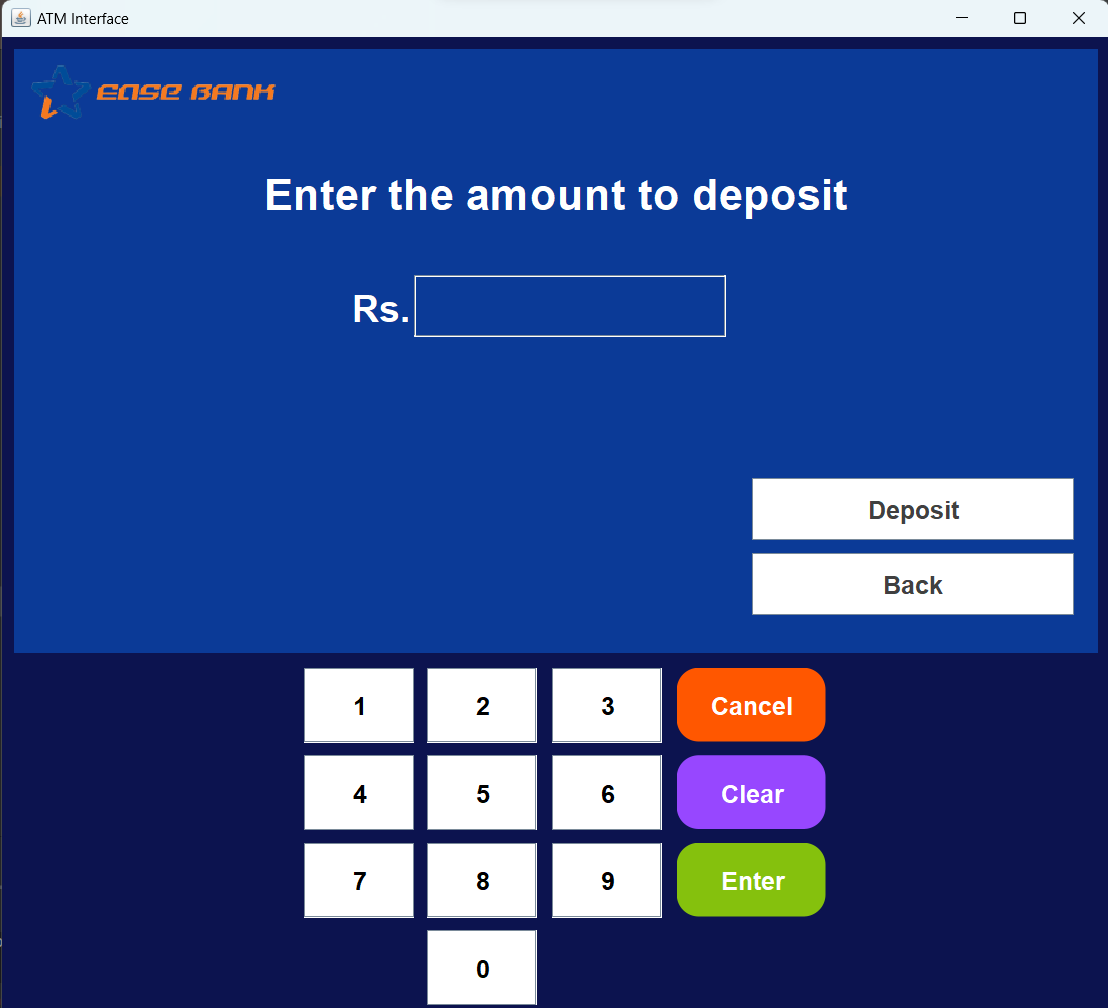 ATM Interface
EASE BANK
Enter the amount to deposit
Rs.
Deposit
Back
1 2 3 Cancel
4 5 6 Clear
7 8 9 Enter
0